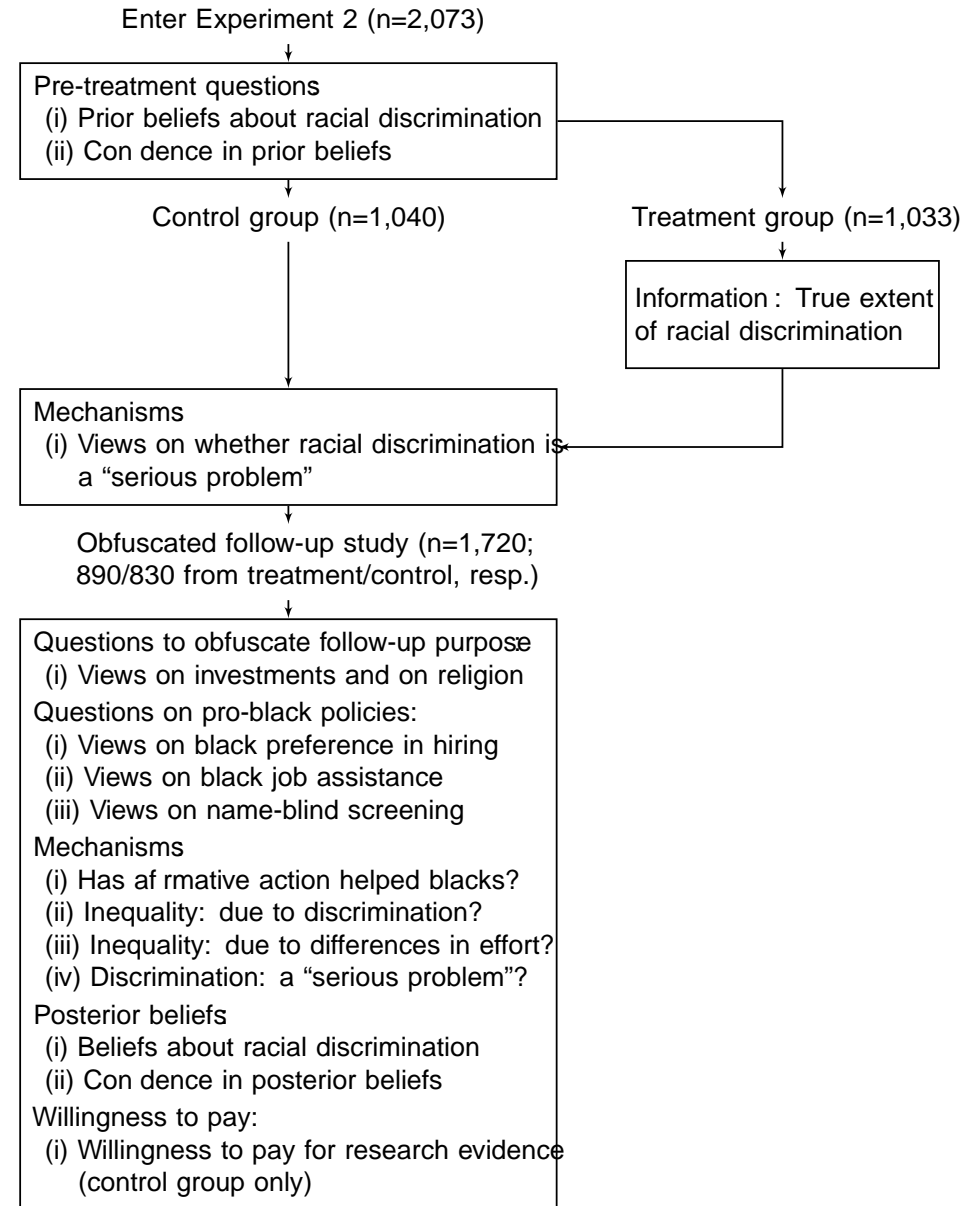 Enter Experiment 2 (n=2,073)
Pre-treatment questions:
(i) Prior beliefs about racial discrimination
(ii) Con dence in prior beliefs
Control group (n=1,040)
Treatment group (n=1,033)
Information : True extent
of racial discrimination
Mechanisms
(i) Views on whether racial discrimination is
a “serious problem”
Obfuscated follow-up study (n=1,720;
890/830 from treatment/control, resp.)
Questions to obfuscate follow-up purpose:
(i) Views on investments and on religion
Questions on pro-black policies:
(i) Views on black preference in hiring
(ii) Views on black job assistance
(iii) Views on name-blind screening
Mechanisms
(i) Has af rmative action helped blacks?
(ii) Inequality: due to discrimination?
(iii) Inequality: due to differences in effort?
(iv) Discrimination: a “serious problem”?
Posterior beliefs:
(i) Beliefs about racial discrimination
(ii) Con dence in posterior beliefs
Willingness to pay:
(i) Willingness to pay for research evidence
(control group only)